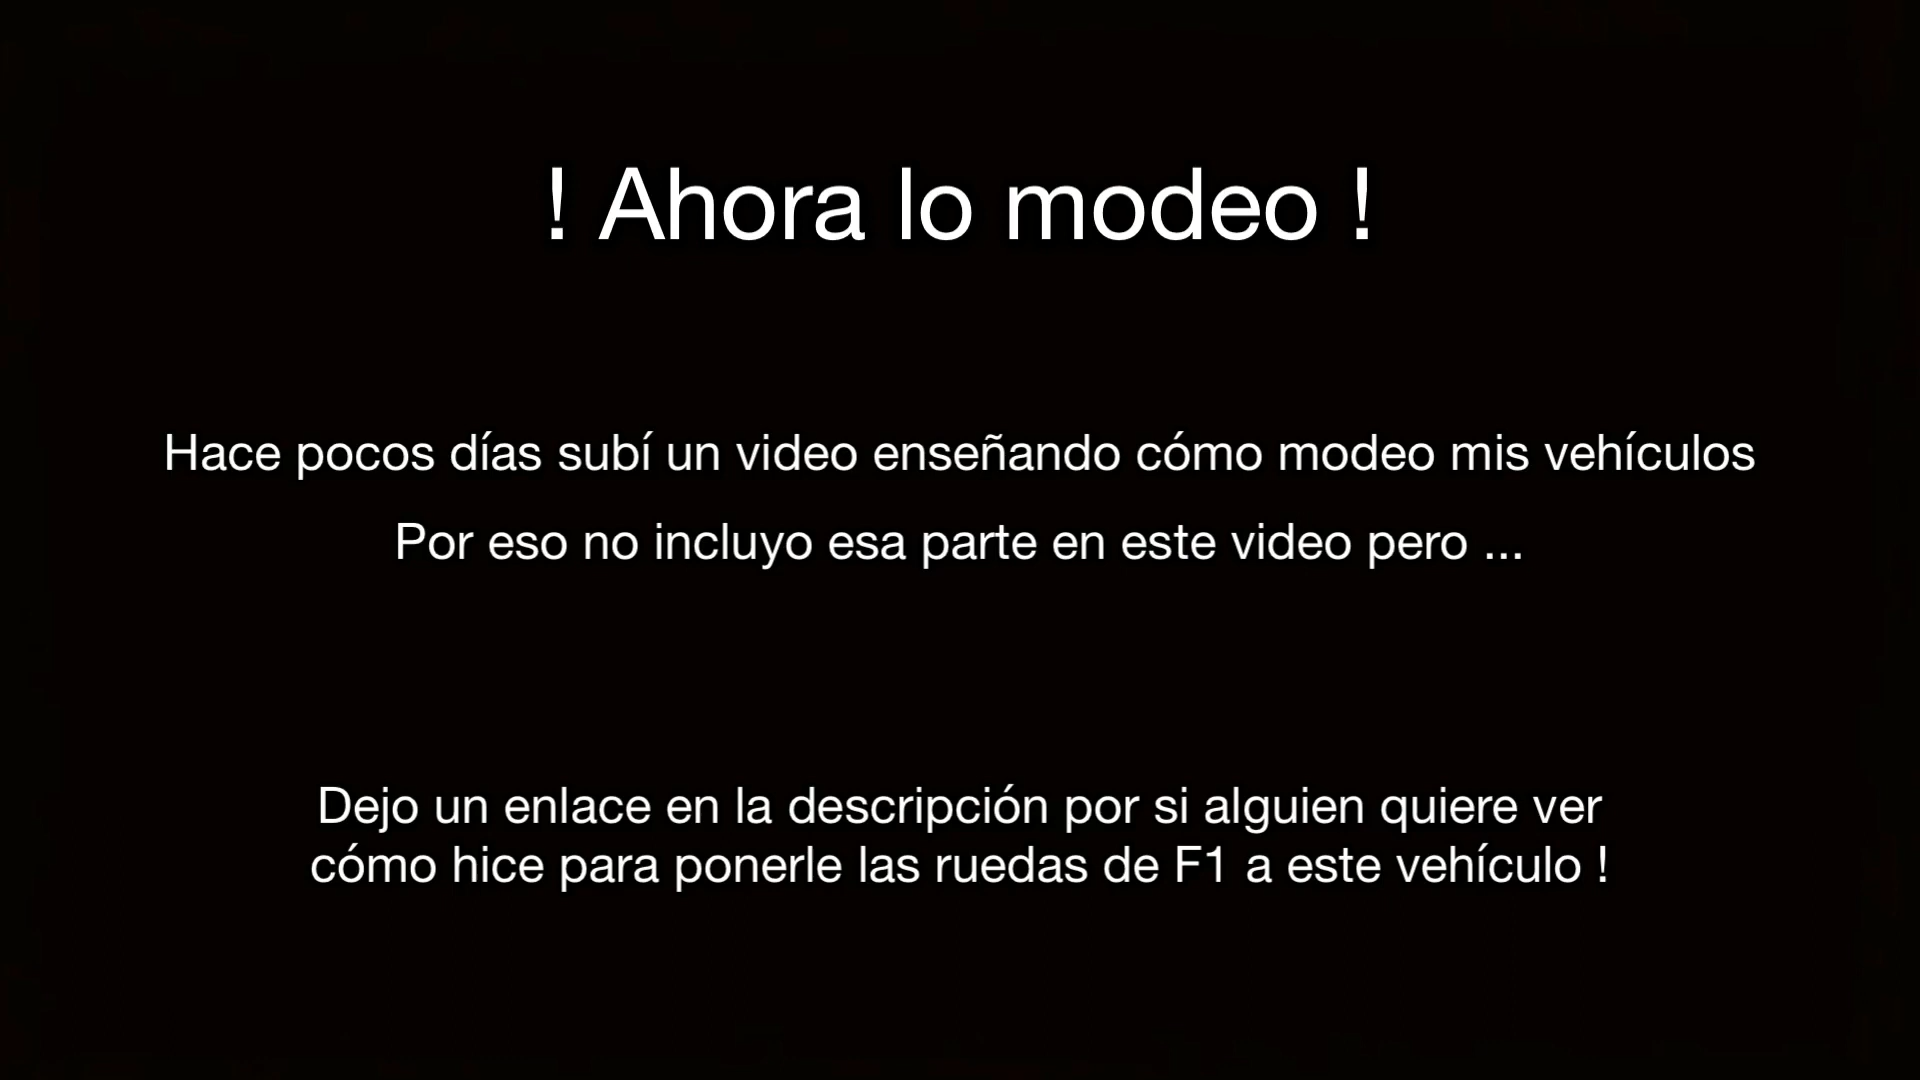 ! Ahora lo modeo !
Hace pocos días subí un video enseñando cómo modeo mis vehículos
Por eso no incluyo esa parte en este video pero ...
Dejo un enlace en la descripción por si alguien quiere ver
cómo hice para ponerle las ruedas de F1 a este vehículo !